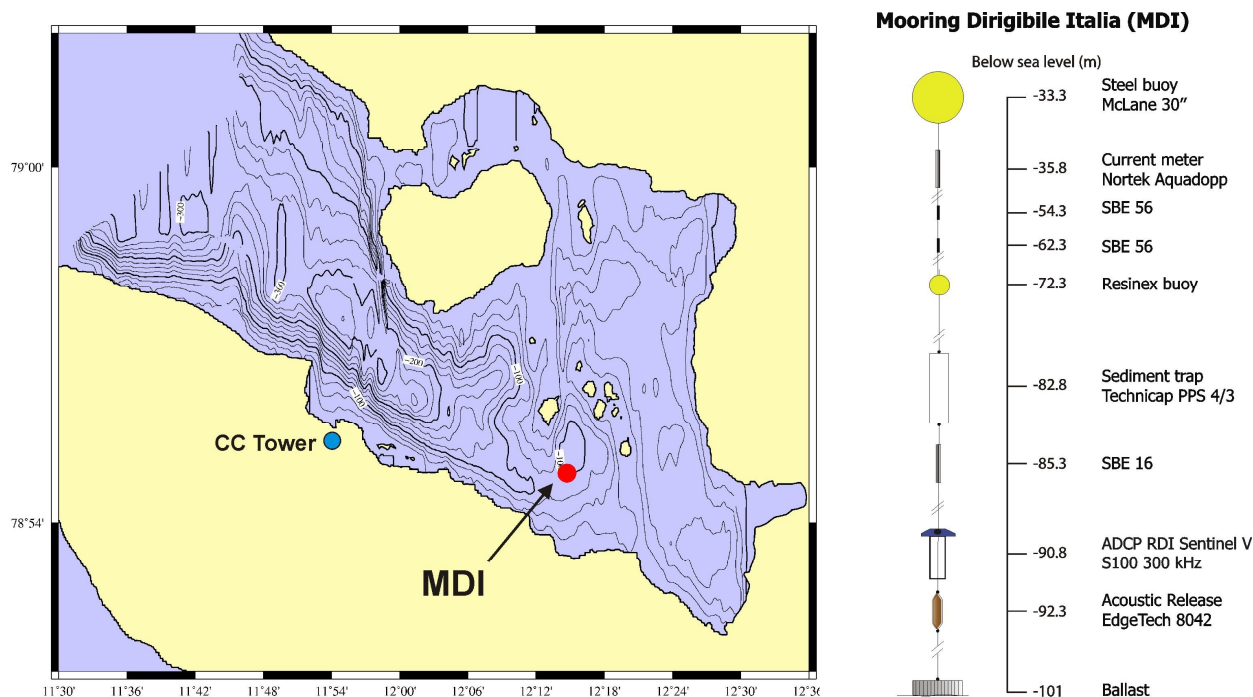 Mooring Dirigibile Italia (MDI)
Below sea level (m)
-33.3 Steel buoy
McLane 30″
-35.8 Current meter
Nortek Aquadopp
-54.3 SBE 56
-62.3 SBE 56
-72.3 Resinex buoy
-82.8 Sediment trap
Technicap PPS 4/3
-85.3 SBE 16
-90.8 ADCP RDI Sentinel V
S100 300 kHz
-92.3 Acoustic Release
EdgeTech 8042
-101 Ballast
79°00'
78°54'
-300
-300
-200
-100
-100
-10
CC Tower
MDI
11°30' 11°36' 11°42' 11°48' 11°54' 12°00' 12°06' 12°12' 12°18' 12°24' 12°30' 12°36